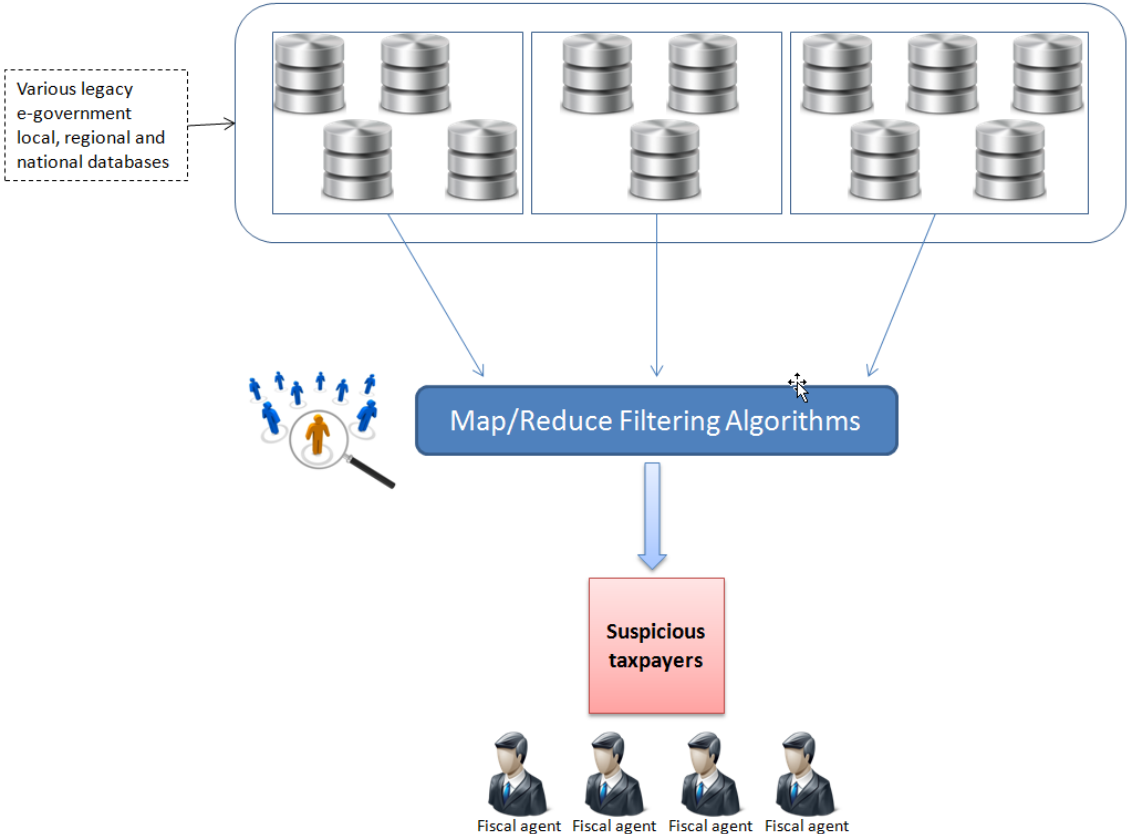 Various legacy
e-government
local, regional and
national databases
Map/Reduce Filtering Algorithms
Suspicious
taxpayers
Fiscal agent Fiscal agent Fiscal agent Fiscal agent